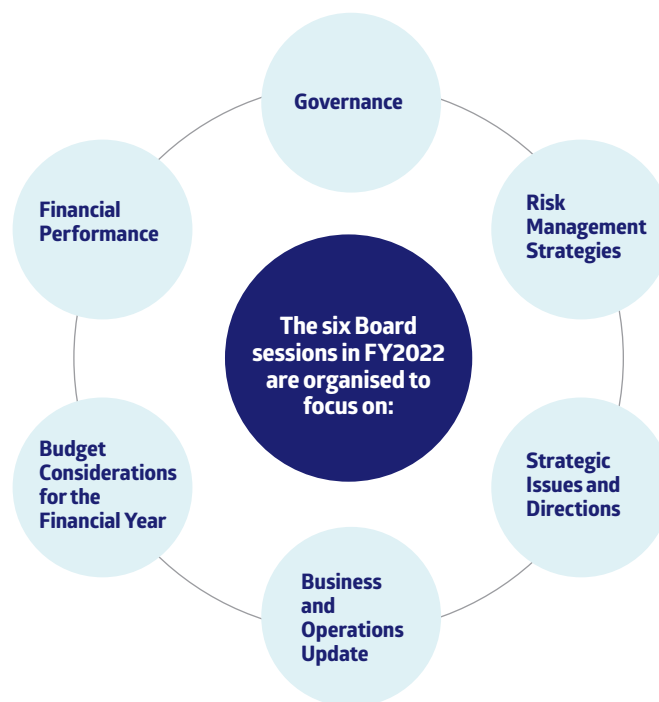 Governance
Risk
Management
Strategies
Strategic
Issues and
Directions
Business
and
Operations
Update
Budget
Considerations
for the
Financial Year
Financial
Performance
The six Board
sessions in FY2022
are organised to
focus on: